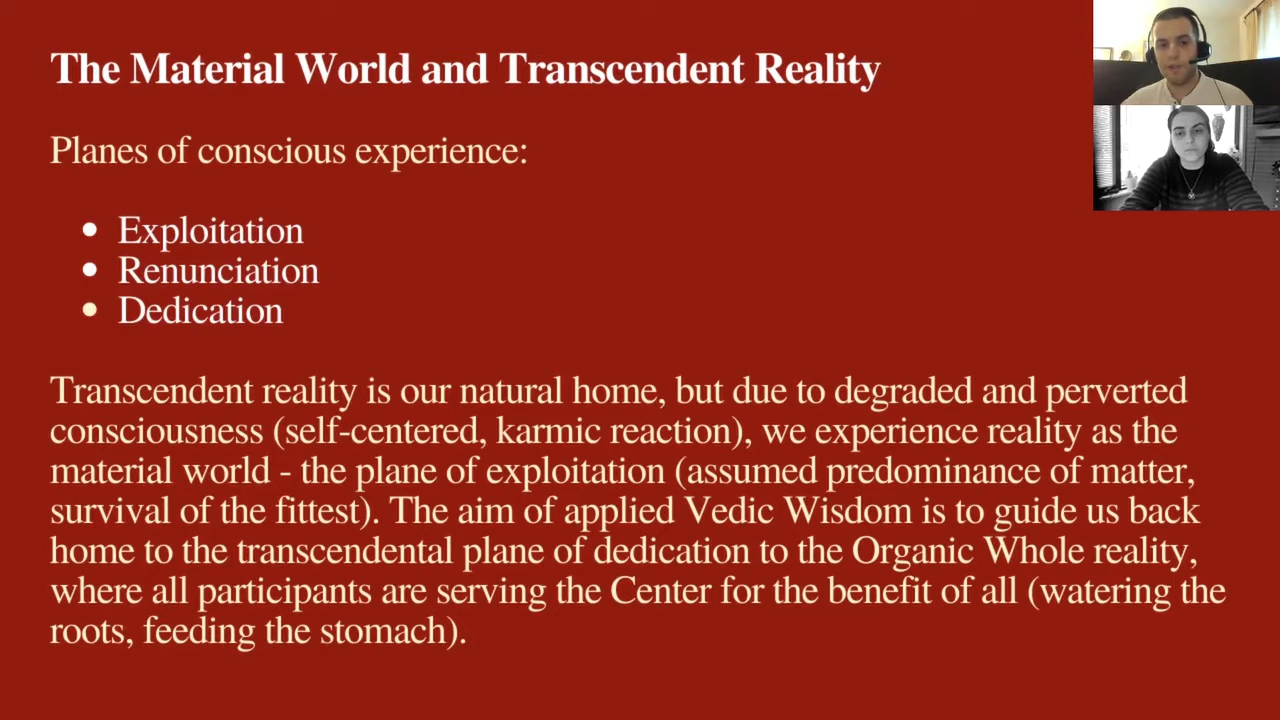 The Material World and Transcendent Reality
Planes of conscious experience:
• Exploitation
• Renunciation
• Dedication
Transcendent reality is our natural home, but due to degraded and perverted
consciousness (self-centered, karmic reaction), we experience reality as the
material world - the plane of exploitation (assumed predominance of matter,
survival of the fittest). The aim of applied Vedic Wisdom is to guide us back
home to the transcendental plane of dedication to the Organic Whole reality,
where all participants are serving the Center for the benefit of all (watering the
roots, feeding the stomach).